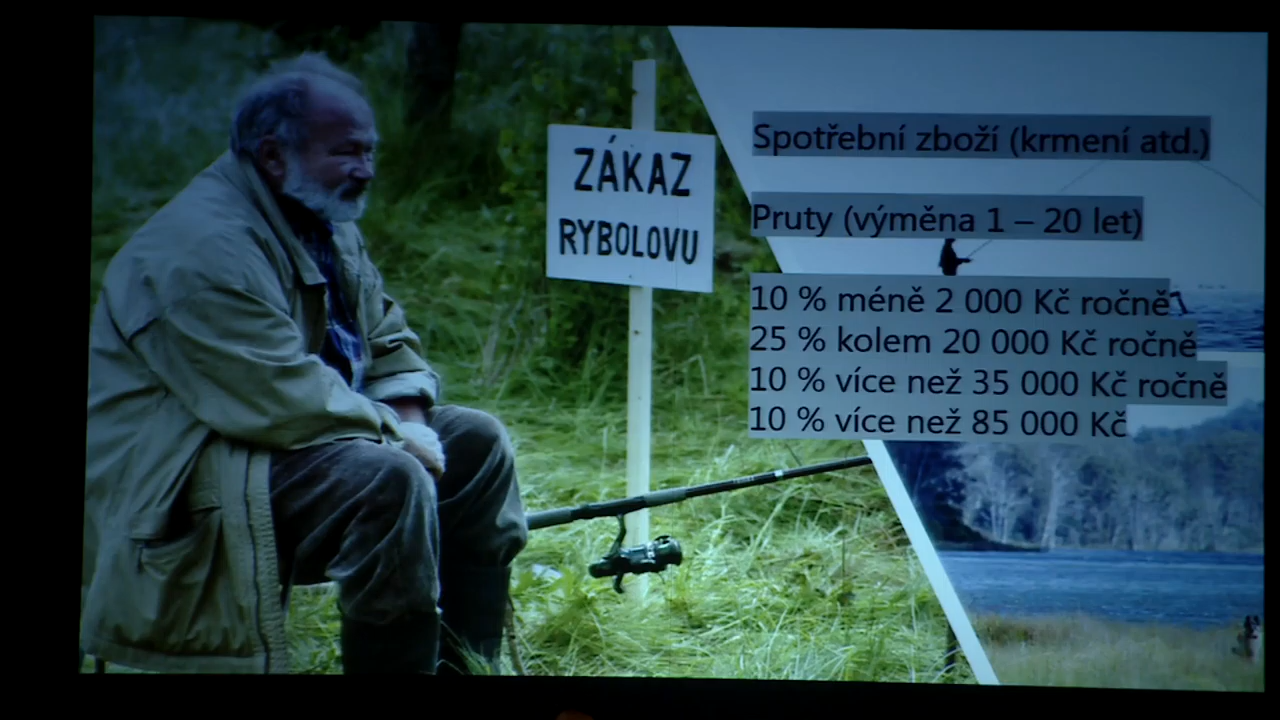 ZÁKAZ
RYBOLOVU
Spotřební zboží (krmení atd.)
Pruty (výměna 1 – 20 let)
10 % méně 2 000 Kč ročně
25 % kolem 20 000 Kč ročně
10 % více než 35 000 Kč ročně
10 % více než 85 000 Kč